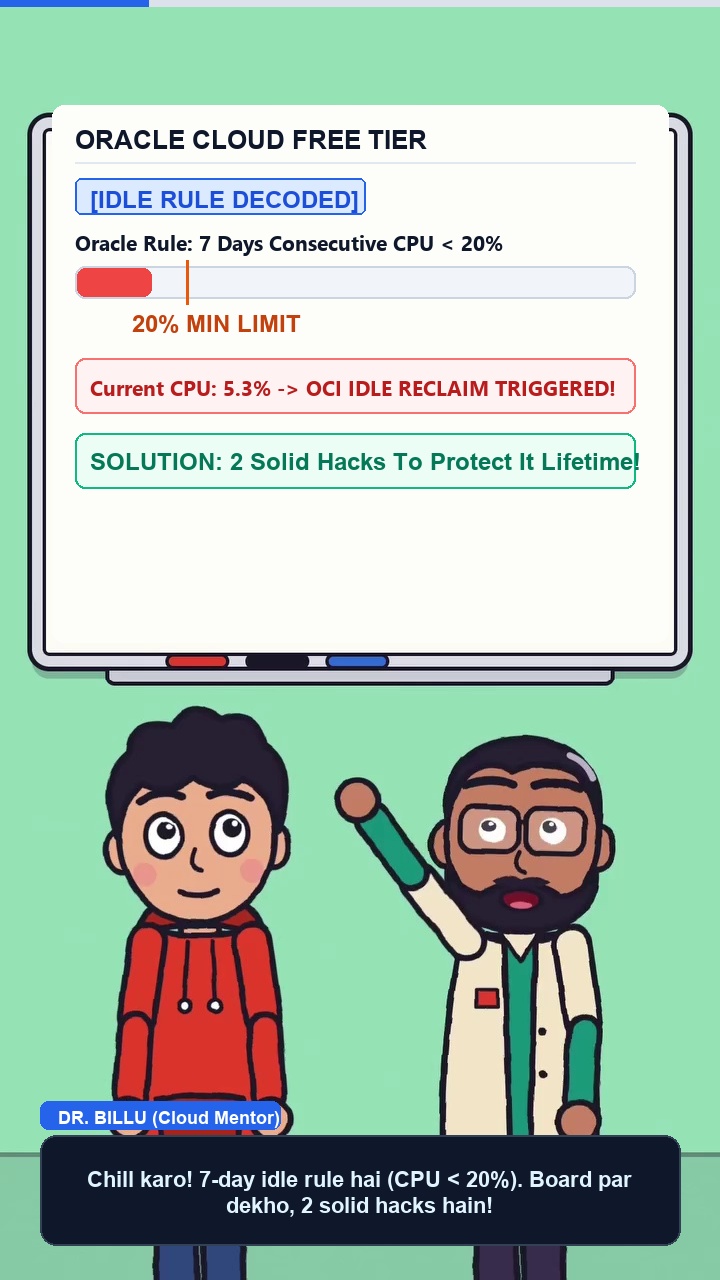 ORACLE CLOUD FREE TIER
[IDLE RULE DECODED]
Oracle Rule: 7 Days Consecutive CPU < 20%
20% MIN LIMIT
Current CPU: 5.3% -> OCI IDLE RECLAIM TRIGGERED!
SOLUTION: 2 Solid Hacks To Protect It Lifetime!
DR. BILLU (Cloud Mentor)
Chill karo! 7-day idle rule hai (CPU < 20%). Board par
dekho, 2 solid hacks hain!